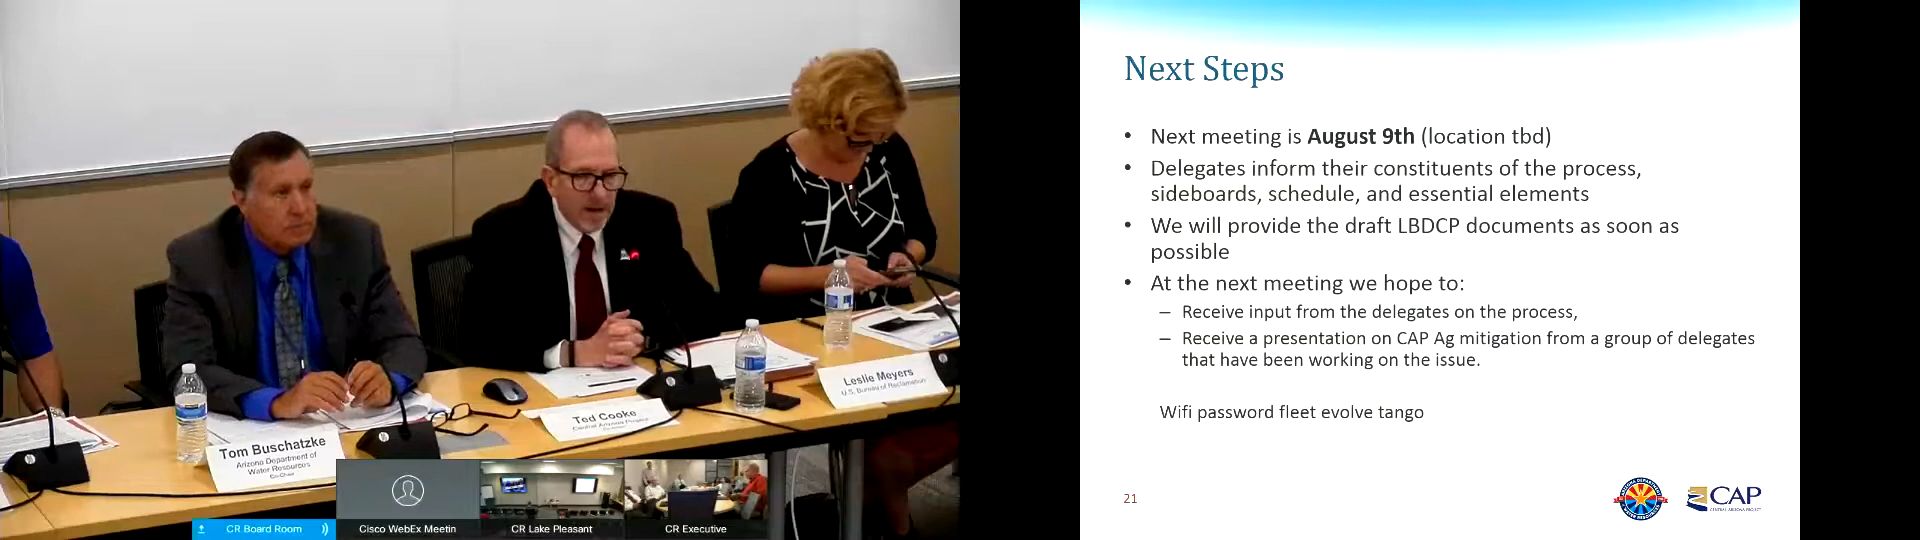 Tom Buschatzke
Arizona Department of
Water Resources
Co-Chair
Ted Cooke
Central Arizona Project
Leslie Meyers
U.S. Bureau of Reclamation
CR Board Room
Cisco WebEx Meetin
CR Lake Pleasant
CR Executive
Next Steps
• Next meeting is August 9th (location tbd)
• Delegates inform their constituents of the process,
sideboards, schedule, and essential elements
• We will provide the draft LBDCP documents as soon as
possible
• At the next meeting we hope to:
– Receive input from the delegates on the process,
– Receive a presentation on CAP Ag mitigation from a group of delegates
that have been working on the issue.
Wifi password fleet evolve tango
21
CAP
CENTRAL ARIZONA PROJECT